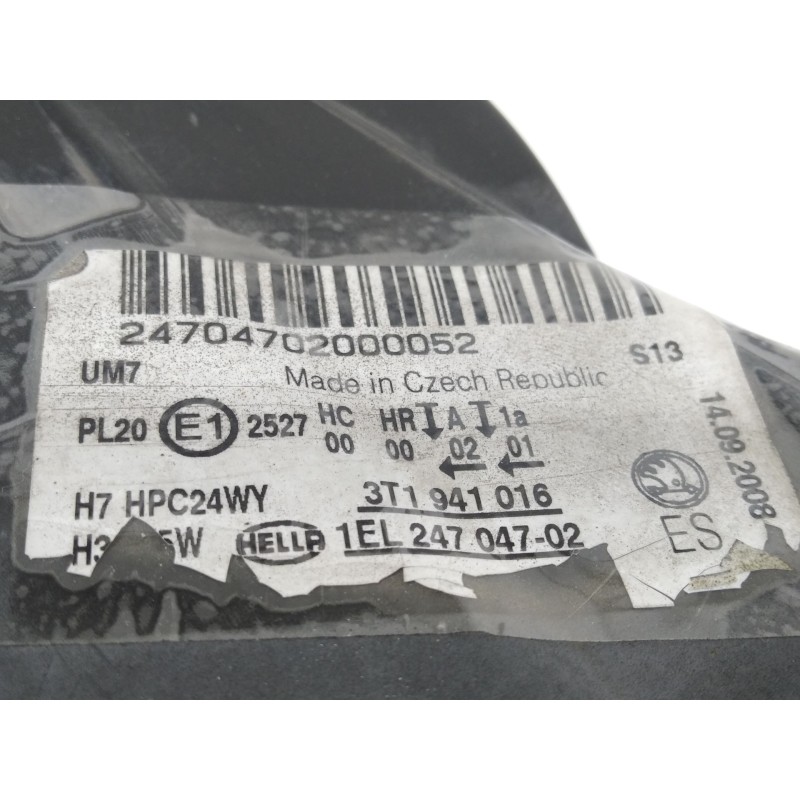 24704702000052
UM7 Made in Czech Republic S13
14.09.2008
PL20 E1 2527 HC HR A 1a
00 00 02 01
H7 HPC24WY 3T1 941 016
HELLA 1EL 247 047-02 ES